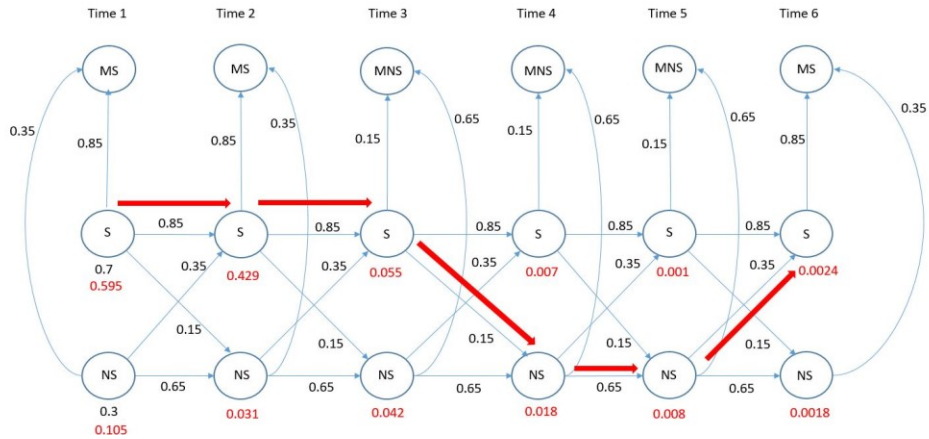 Time 1 Time 2 Time 3 Time 4 Time 5 Time 6
MS MS MNS MNS MNS MS
0.35 0.85 0.85 0.35 0.15 0.65 0.15 0.65 0.15 0.65 0.85 0.35
S 0.85 S 0.85 S 0.85 S 0.85 S 0.85 S
0.7 0.35 0.35 0.35 0.35 0.35
0.595 0.429 0.055 0.007 0.001 0.0024
0.15 0.15 0.15 0.15 0.15
NS 0.65 NS 0.65 NS 0.65 NS 0.65 NS 0.65 NS
0.3
0.105 0.031 0.042 0.018 0.008 0.0018